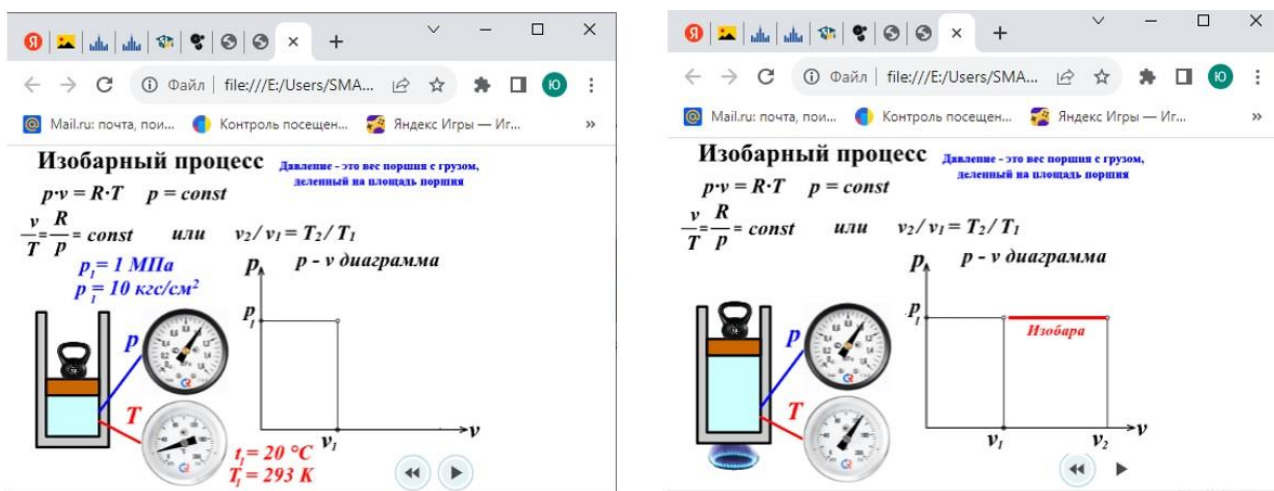 Я
Файл | file:///E:/Users/SMA...
Ю
Mail.ru: почта, пои... Контроль посещен... Яндекс Игры — Иг... »
Изобарный процесс
Давление - это вес поршня с грузом,
деленный на площадь поршня
p·v = R·T p = const
v/T = R/p = const или v₂ / v₁ = T₂ / T₁
p₁ = 1 МПа
p₁ = 10 кгс/см²
p - v диаграмма
p
p₁
p
T
v₁
v
t₁ = 20 °C
T₁ = 293 K
Я
Файл | file:///E:/Users/SMA...
Ю
Mail.ru: почта, пои... Контроль посещен... Яндекс Игры — Иг... »
Изобарный процесс
Давление - это вес поршня с грузом,
деленный на площадь поршня
p·v = R·T p = const
v/T = R/p = const или v₂ / v₁ = T₂ / T₁
p - v диаграмма
p
p₁
Изобара
p
T
v₁
v₂
v